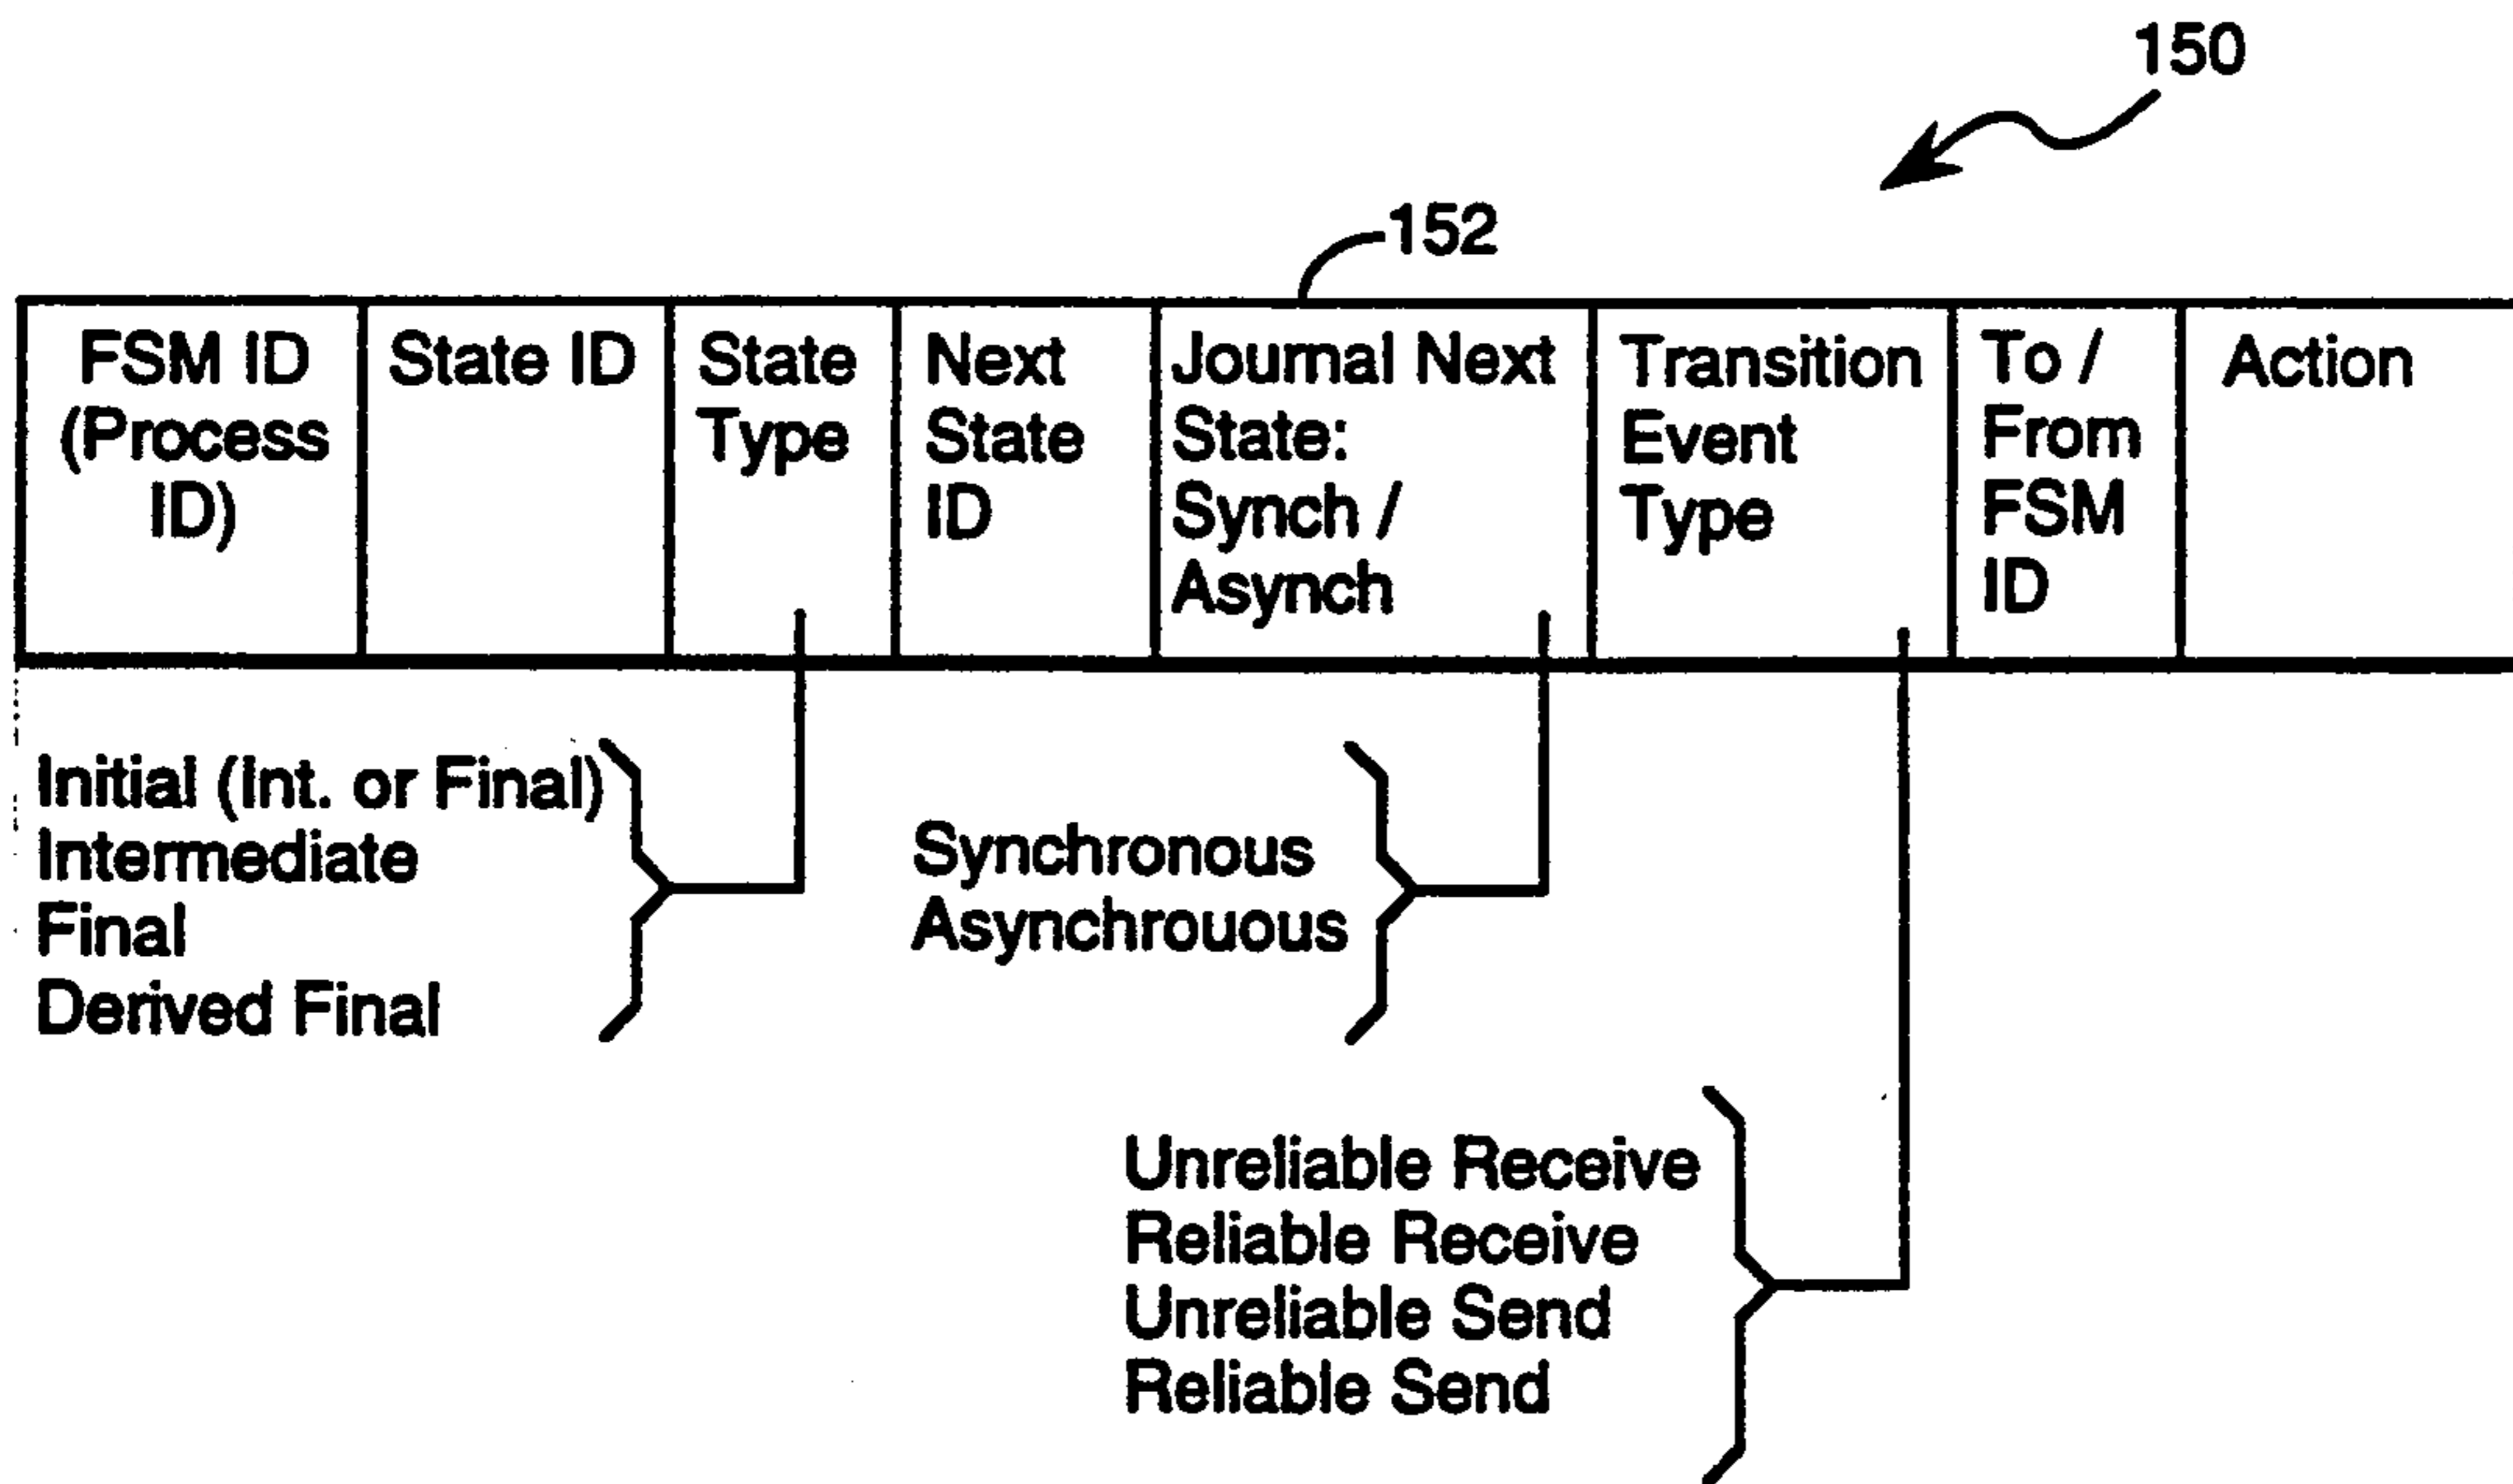 150
152
FSM ID
(Process
ID)
State ID
State
Type
Next
State
ID
Journal Next
State:
Synch /
Asynch
Transition
Event
Type
To /
From
FSM
ID
Action
Initial (Int. or Final)
Intermediate
Final
Derived Final
Synchronous
Asynchrouous
Unreliable Receive
Reliable Receive
Unreliable Send
Reliable Send